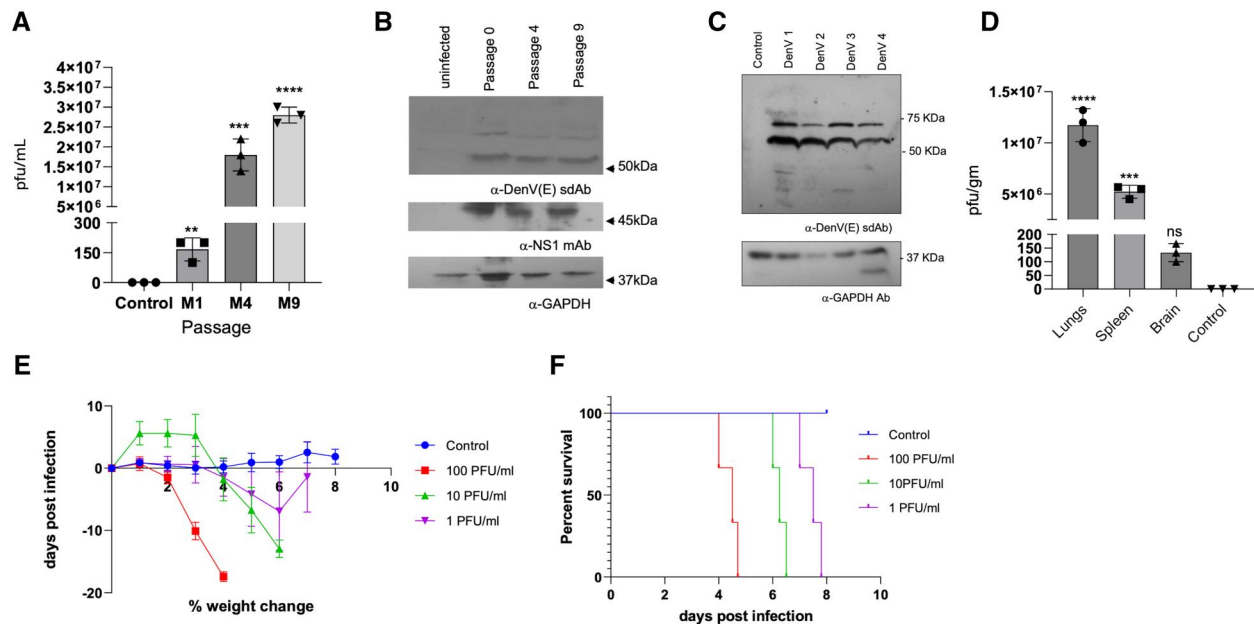 A
pfu/mL
4×10⁷
3.5×10⁷
3×10⁷
2.5×10⁷
2×10⁷
1.5×10⁷
1×10⁷
5×10⁶
300
150
0
**
***
****
Control M1 M4 M9
Passage
B
uninfected
Passage 0
Passage 4
Passage 9
50kDa
α-DenV(E) sdAb
45kDa
α-NS1 mAb
37kDa
α-GAPDH
C
Control
DenV 1
DenV 2
DenV 3
DenV 4
- 75 KDa
- 50 KDa
α-DenV(E) sdAb)
- 37 KDa
α-GAPDH Ab
D
pfu/gm
1.5×10⁷
1×10⁷
5×10⁶
200
150
100
50
0
****
***
ns
Lungs
Spleen
Brain
Control
E
days post infection
10
0
-10
-20
2 4 6 8 10
% weight change
Control
100 PFU/ml
10 PFU/ml
1 PFU/ml
F
Percent survival
100
50
0
0 2 4 6 8 10
days post infection
Control
100 PFU/ml
10PFU/ml
1 PFU/ml